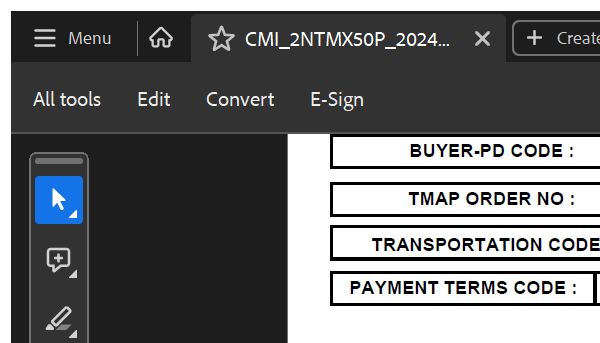 Menu
CMI_2NTMX50P_2024...
Create
All tools
Edit
Convert
E-Sign
BUYER-PD CODE :
TMAP ORDER NO :
TRANSPORTATION CODE
PAYMENT TERMS CODE :